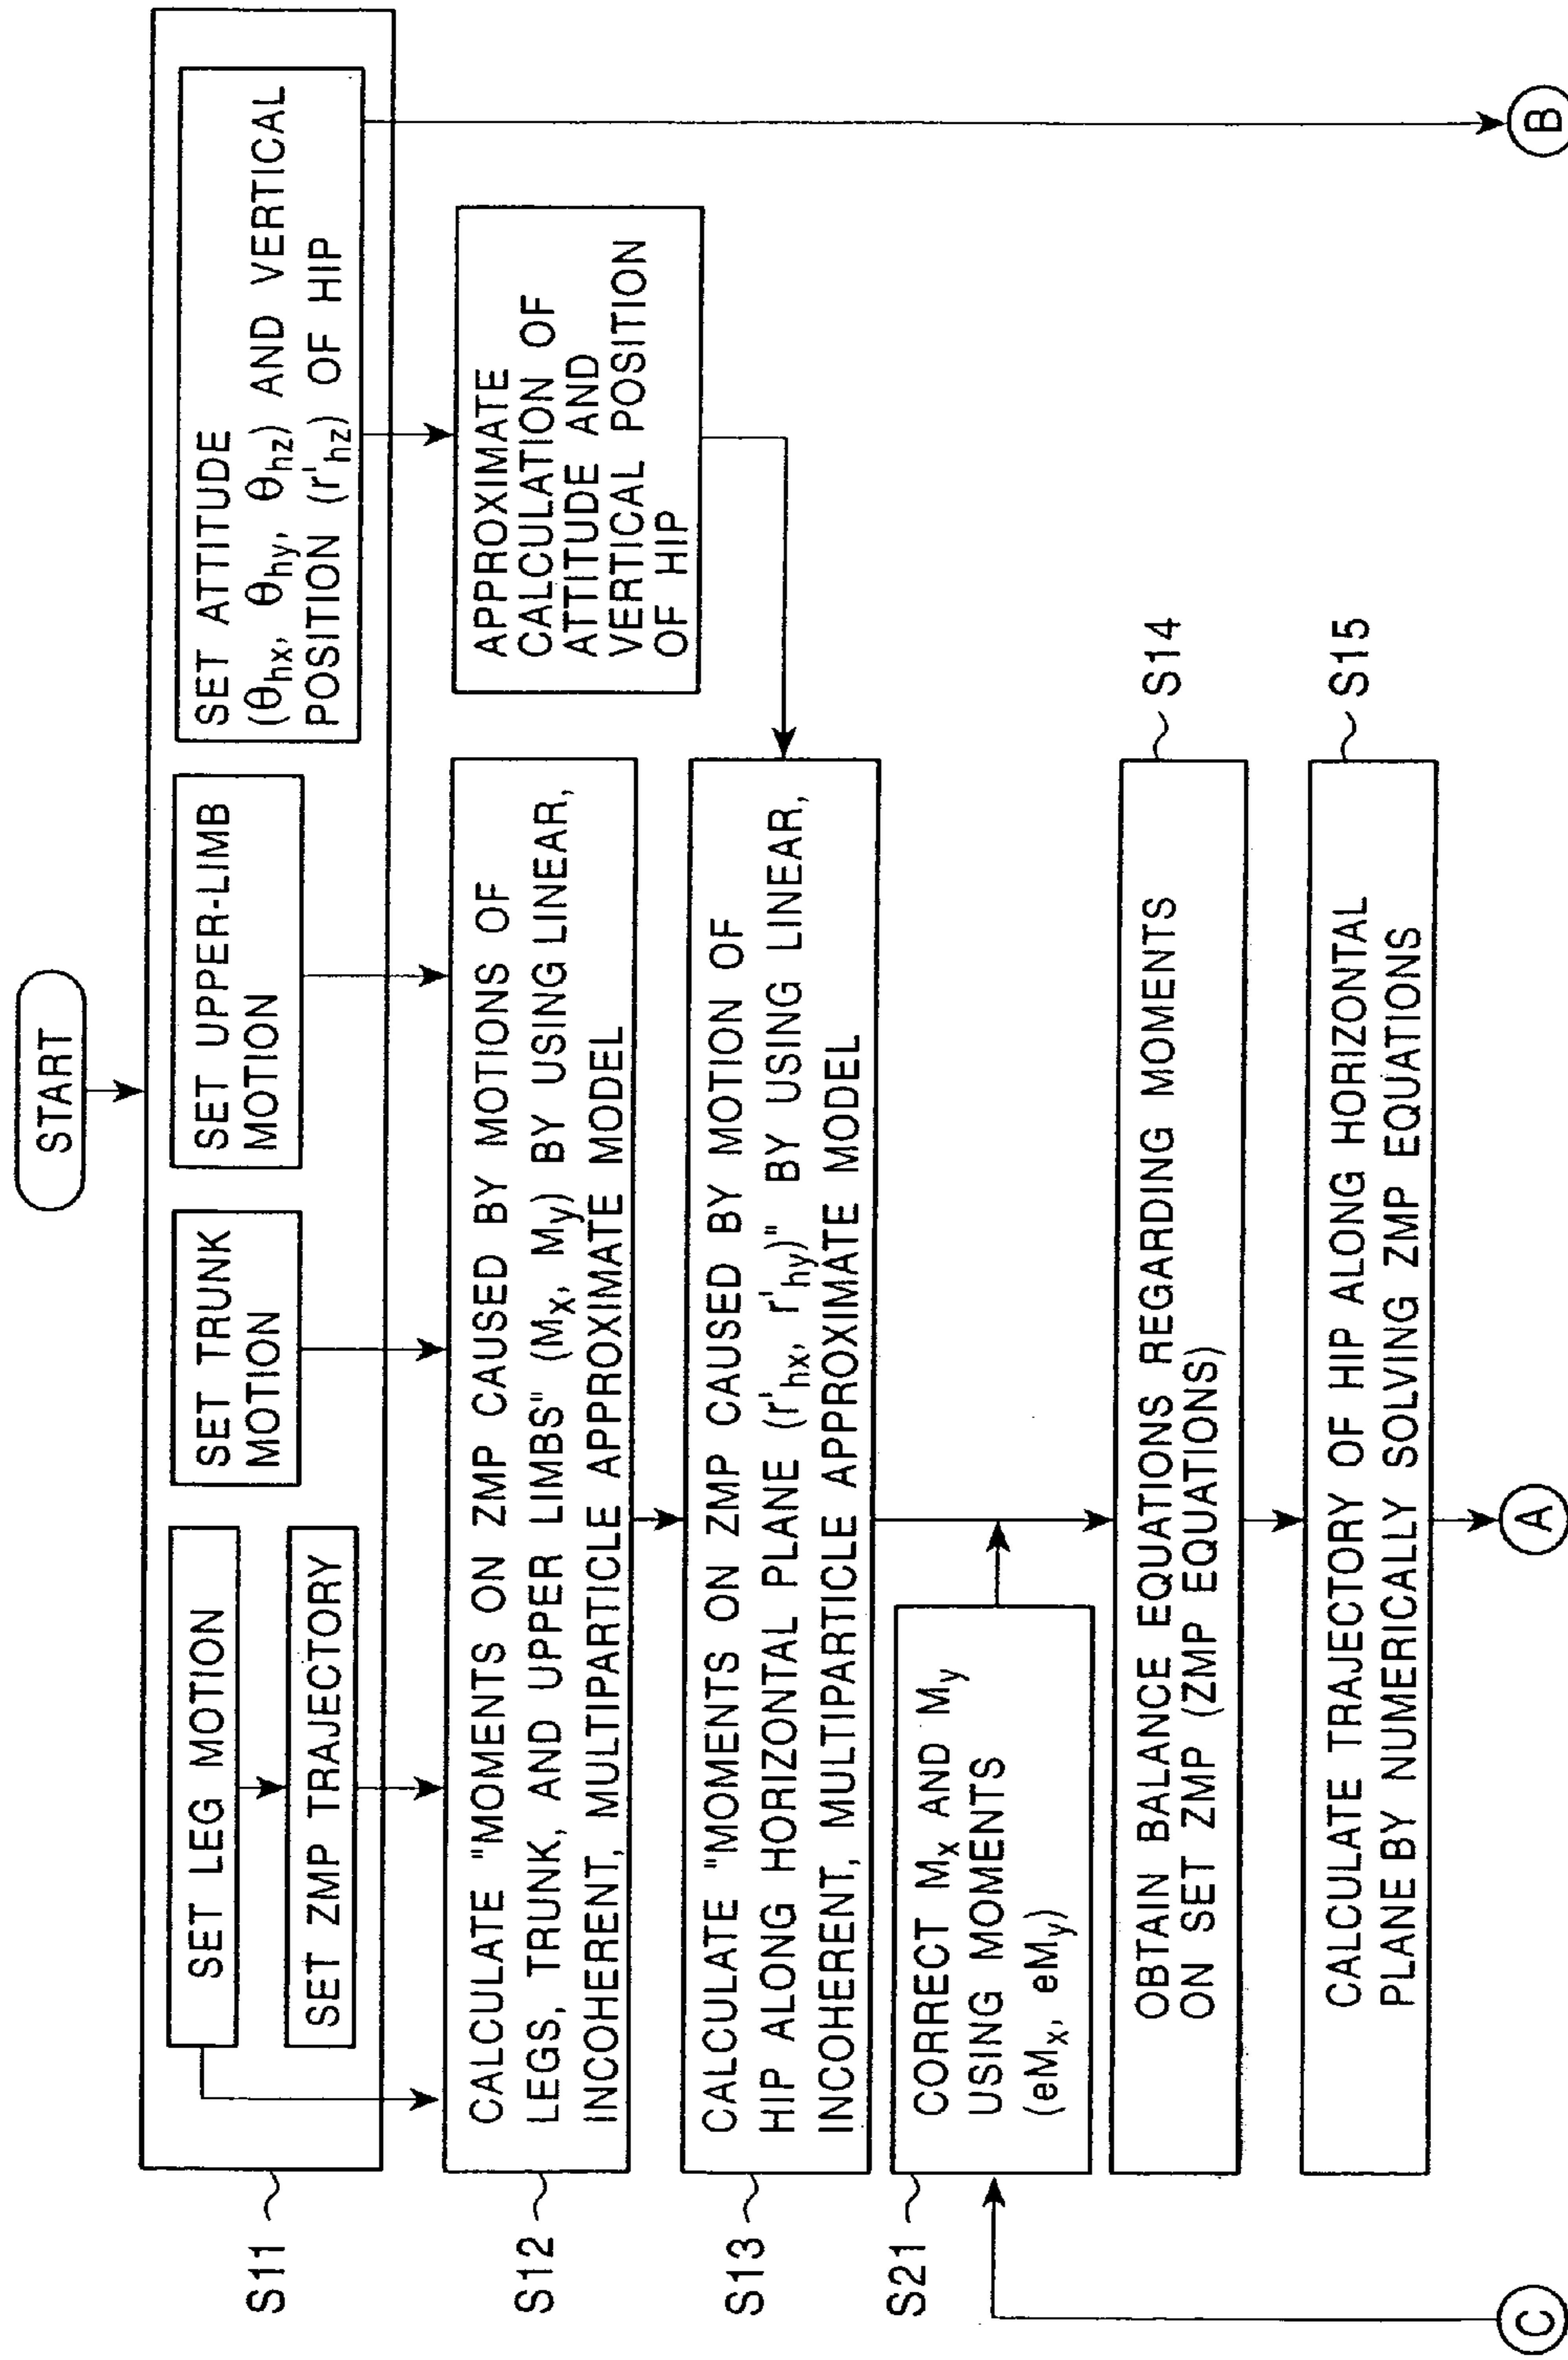 START
S11
SET LEG MOTION
SET ZMP TRAJECTORY
SET TRUNK
MOTION
SET UPPER-LIMB
MOTION
SET ATTITUDE
(θhx, θhy, θhz) AND VERTICAL
POSITION (r'hz) OF HIP
APPROXIMATE
CALCULATION OF
ATTITUDE AND
VERTICAL POSITION
OF HIP
S12
CALCULATE "MOMENTS ON ZMP CAUSED BY MOTIONS OF
LEGS, TRUNK, AND UPPER LIMBS" (Mx, My) BY USING LINEAR,
INCOHERENT, MULTIPARTICLE APPROXIMATE MODEL
S13
CALCULATE "MOMENTS ON ZMP CAUSED BY MOTION OF
HIP ALONG HORIZONTAL PLANE (r'hx, r'hy)" BY USING LINEAR,
INCOHERENT, MULTIPARTICLE APPROXIMATE MODEL
S21
CORRECT Mx AND My
USING MOMENTS
(eMx, eMy)
OBTAIN BALANCE EQUATIONS REGARDING MOMENTS
ON SET ZMP (ZMP EQUATIONS)
S14
CALCULATE TRAJECTORY OF HIP ALONG HORIZONTAL
PLANE BY NUMERICALLY SOLVING ZMP EQUATIONS
S15
C
A
B